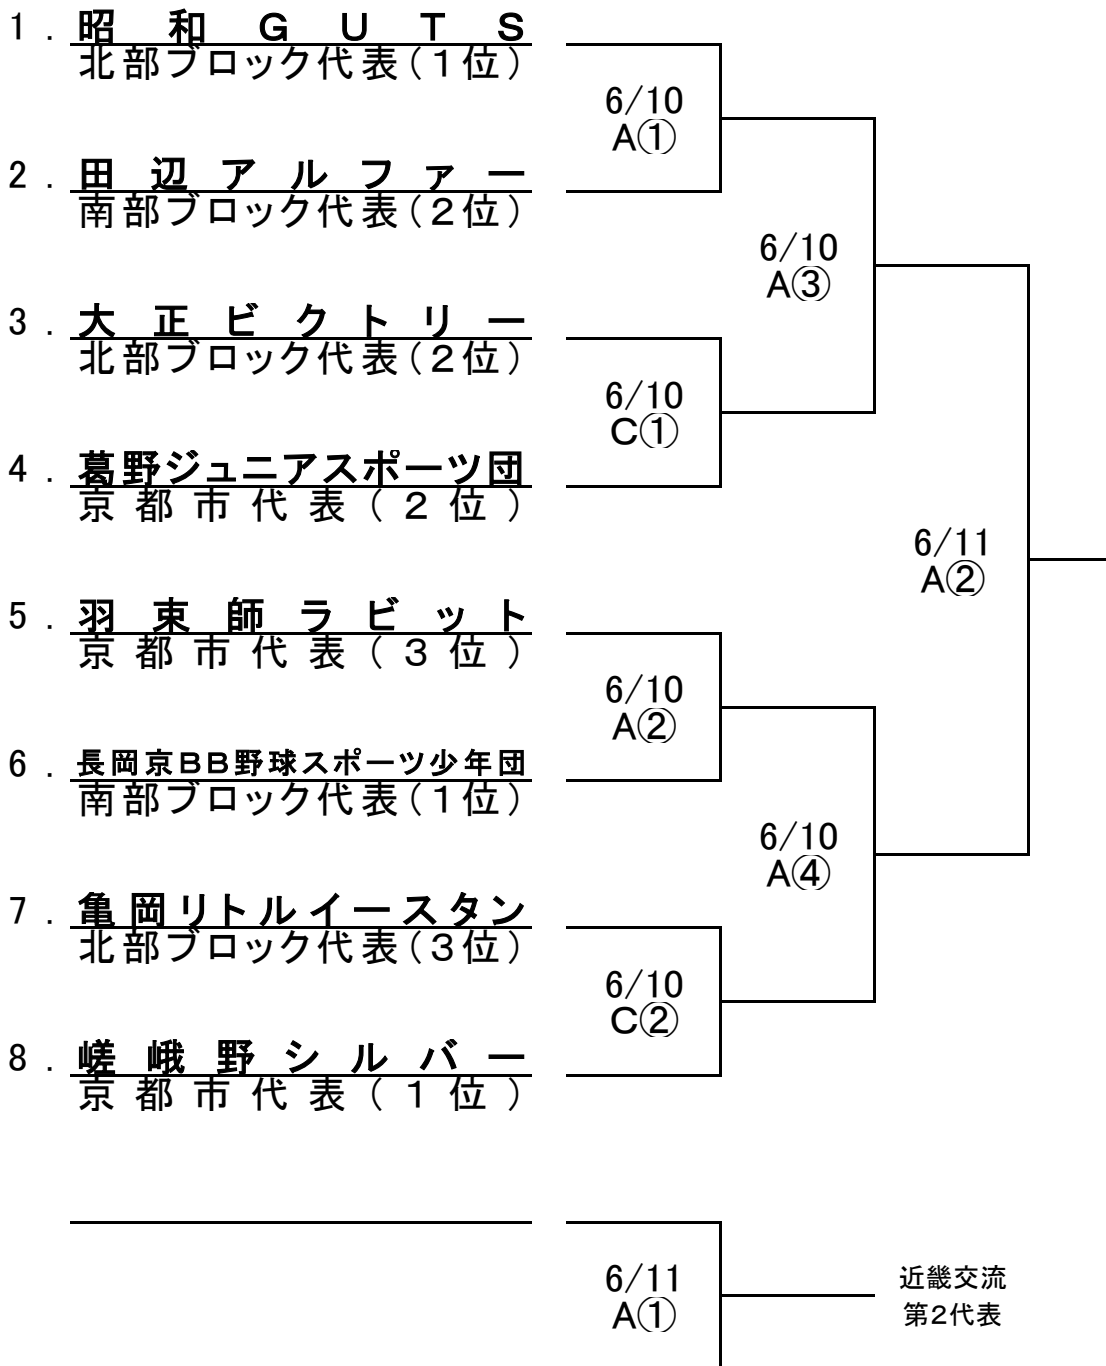 1．昭和ＧＵＴＳ
北部ブロック代表(１位)
6/10
A①
2．田辺アルファー
南部ブロック代表(２位)
6/10
A③
3．大正ビクトリー
北部ブロック代表(２位)
6/10
C①
4．葛野ジュニアスポーツ団
京都市代表(２位)
6/11
A②
5．羽束師ラビット
京都市代表(３位)
6/10
A②
6．長岡京ＢＢ野球スポーツ少年団
南部ブロック代表(１位)
6/10
A④
7．亀岡リトルイースタン
北部ブロック代表(３位)
6/10
C②
8．嵯峨野シルバー
京都市代表(１位)
6/11
A①
近畿交流
第2代表